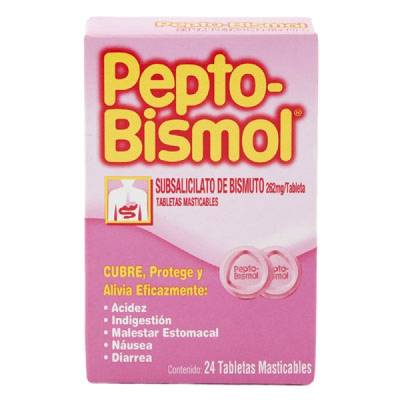 Pepto-
Bismol®
SUBSALICILATO DE BISMUTO 262mg/Tableta
TABLETAS MASTICABLES
Pepto-
Bismol
CUBRE, Protege y
Alivia Eficazmente:
• Acidez
• Indigestión
• Malestar Estomacal
• Náusea
• Diarrea
Contenido: 24 Tabletas Masticables